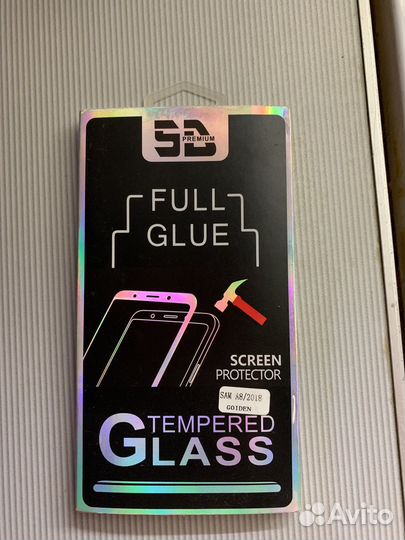 5D
PREMIUM
FULL
GLUE
SCREEN
PROTECTOR
SAM A8/2018
GOIDEN
TEMPERED
GLASS
Avito